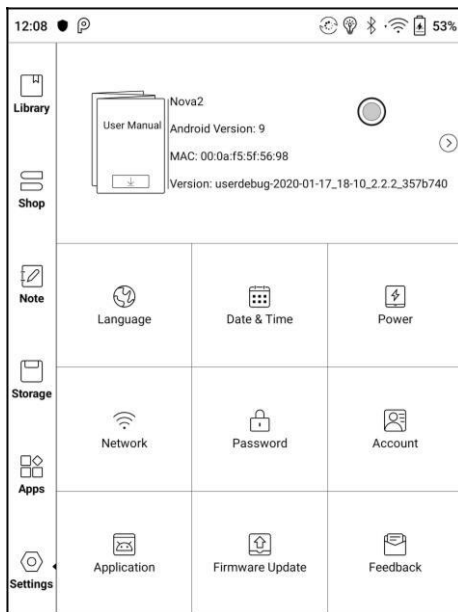 12:08
53%
Library
Shop
Note
Storage
Apps
Settings
User Manual
Nova2
Android Version: 9
MAC: 00:0a:f5:5f:56:98
Version: userdebug-2020-01-17_18-10_2.2.2_357b740
Language
Date & Time
Power
Network
Password
Account
Application
Firmware Update
Feedback